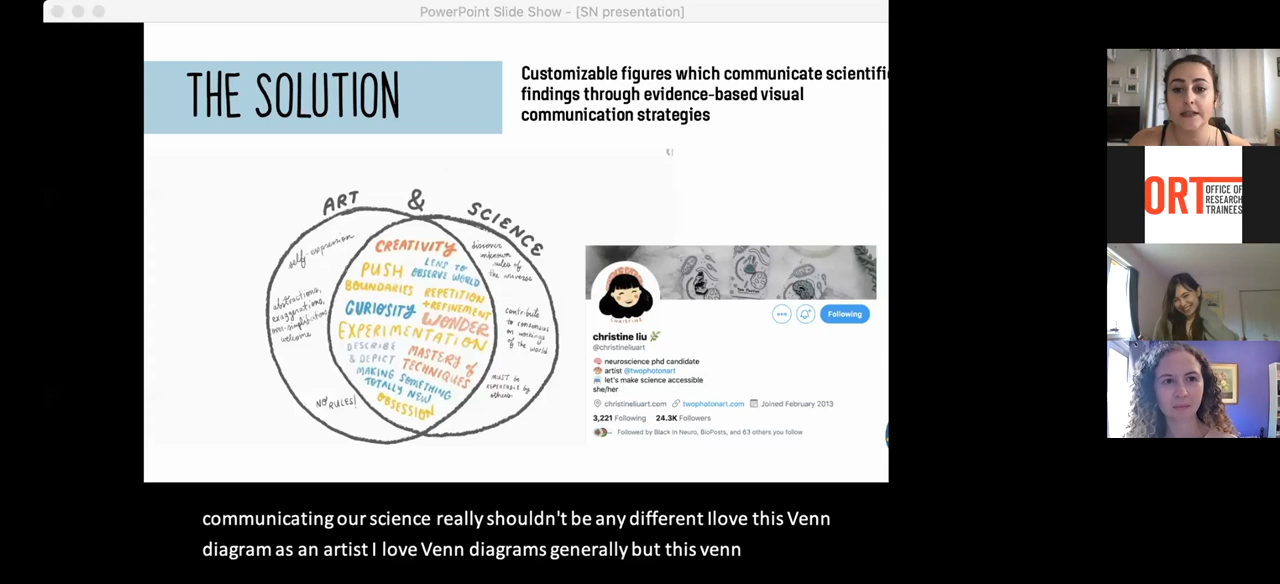 PowerPoint Slide Show - [SN presentation]
THE SOLUTION
Customizable figures which communicate scientifi
findings through evidence-based visual
communication strategies
ART & SCIENCE
self expression
abstractions,
exaggerations,
over-simplifications
welcome
NO RULES!
CREATIVITY
LENS TO
OBSERVE WORLD
PUSH
BOUNDARIES
REPETITION
+ REFINEMENT
CURIOSITY
WONDER
EXPERIMENTATION
DESCRIBE
& DEPICT
MASTERY OF
TECHNIQUES
MAKING SOMETHING
TOTALLY NEW
OBSESSION
discover
unknown
rules of
the universe
contribute
to consensus
on workings
of the world
MUST BE
REPEATABLE BY
OTHERS
CHRISTINE
Following
christine liu
@christineliuart
neuroscience phd candidate
artist @twophotonart
let's make science accessible
she/her
christineliuart.com twophotonart.com Joined February 2013
3,221 Following 24.3K Followers
Followed by Black In Neuro, BioPosts, and 63 others you follow
ORT OFFICE OF
RESEARCH
TRAINEES
communicating our science really shouldn't be any different Ilove this Venn
diagram as an artist I love Venn diagrams generally but this venn